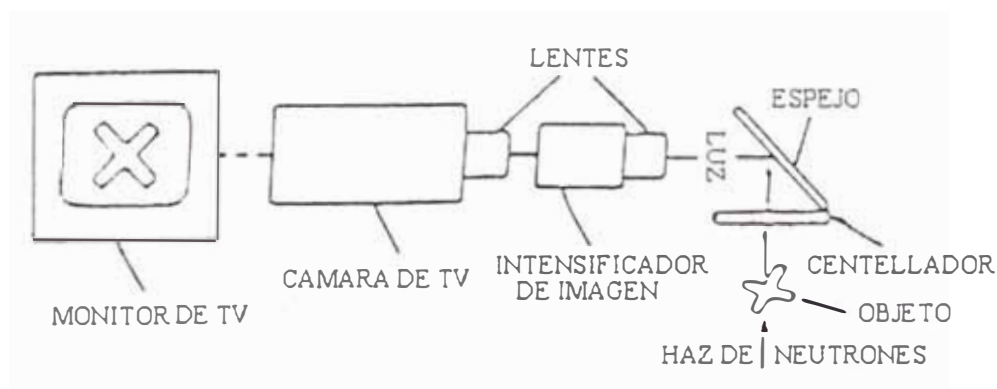 LENTES
ESPEJO
LUZ
MONITOR DE TV
CAMARA DE TV
INTENSIFICADOR
DE IMAGEN
CENTELLADOR
OBJETO
HAZ DE NEUTRONES